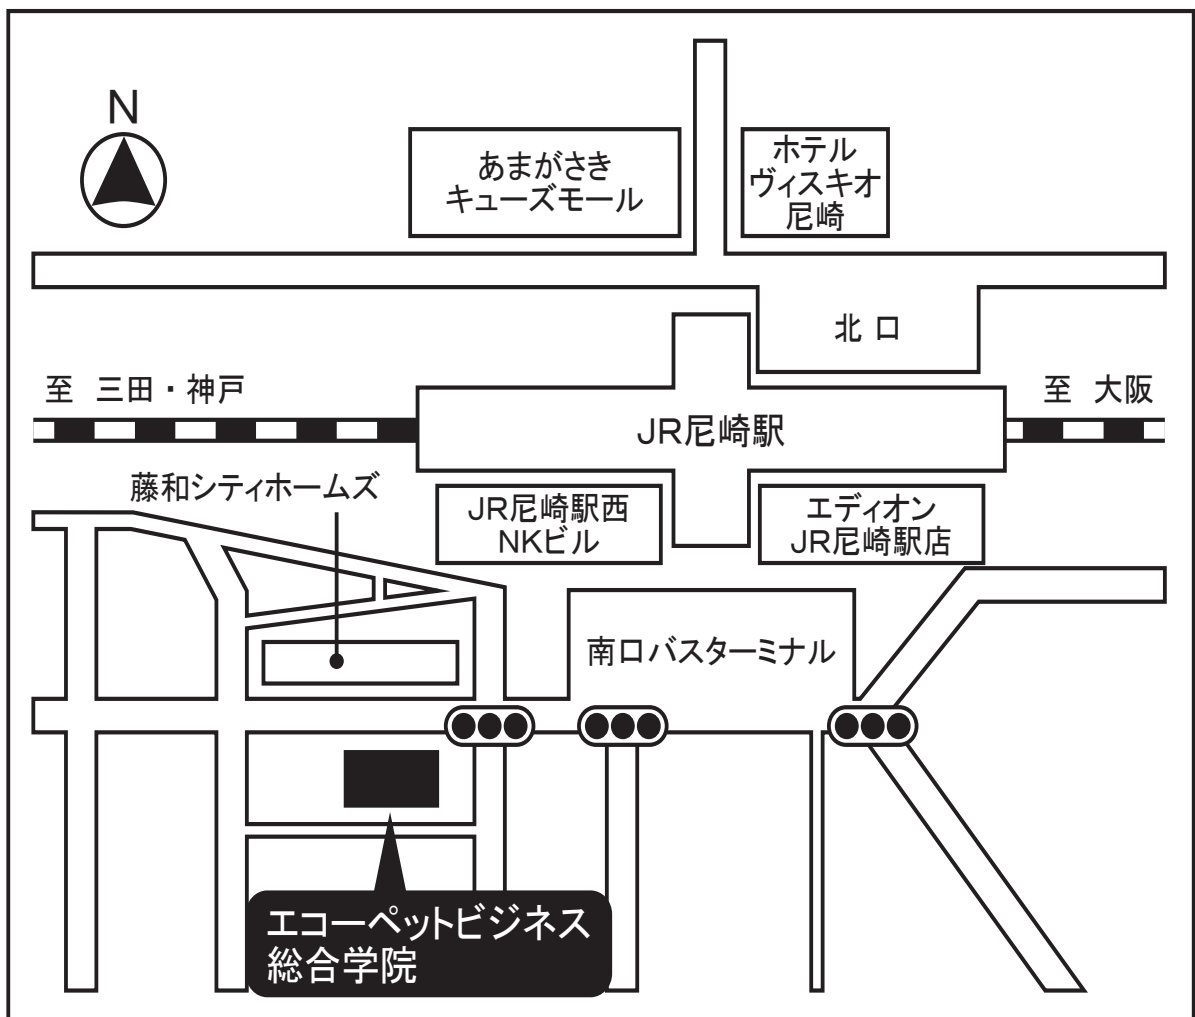 N
あまがさき
キューズモール
ホテル
ヴィスキオ
尼崎
北 口
至 三田・神戸
至 大阪
JR尼崎駅
藤和シティホームズ
JR尼崎駅西
NKビル
エディオン
JR尼崎駅店
南口バスターミナル
エコーペットビジネス
総合学院